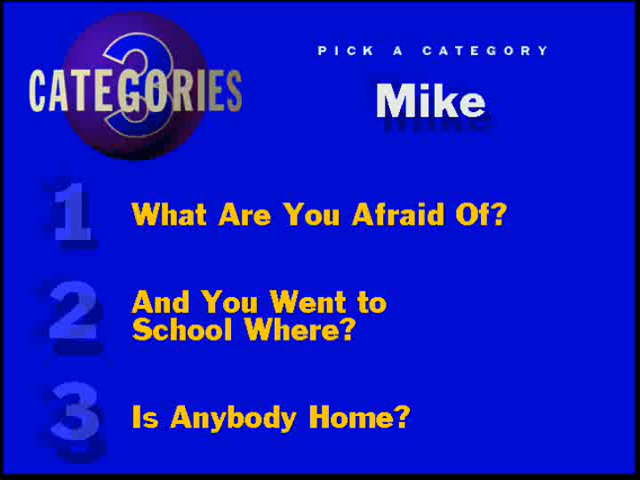 3
CATEGORIES
PICK A CATEGORY
Mike
1 What Are You Afraid Of?
2 And You Went to
School Where?
3 Is Anybody Home?